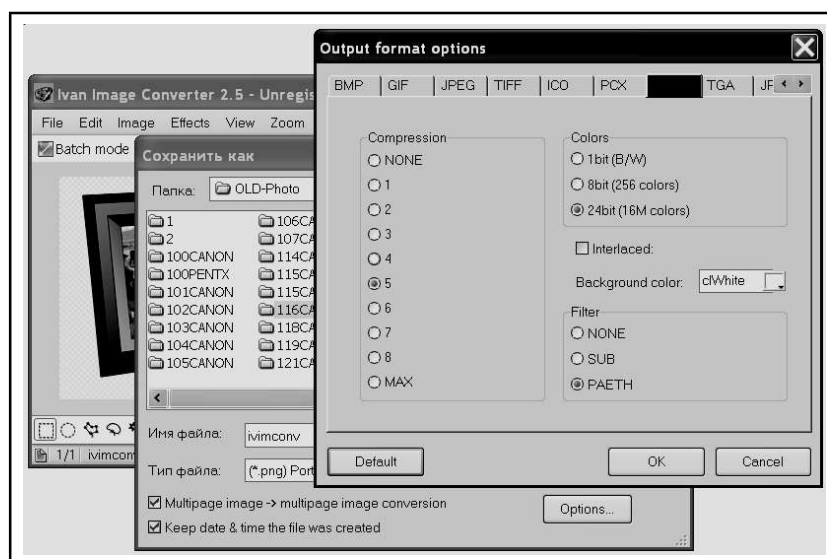 Output format options
BMP GIF JPEG TIFF ICO PCX TGA
Ivan Image Converter 2.5 - Unregis
File Edit Image Effects View Zoom
Batch mode
Сохранить как
Папка: OLD-Photo
1
2
100CANON
100PENTX
101CANON
102CANON
103CANON
104CANON
105CANON
106CA
107CA
114CA
115CA
115CA
116CA
118CA
119CA
121CA
Имя файла: ivimconv
Тип файла: (*.png) Port
Multipage image -> multipage image conversion
Keep date & time the file was created
Options...
1/1 ivimcon
Compression
NONE
1
2
3
4
5
6
7
8
MAX
Colors
1bit (B/W)
8bit (256 colors)
24bit (16M colors)
Interlaced:
Background color: clWhite
Filter
NONE
SUB
PAETH
Default
OK
Cancel